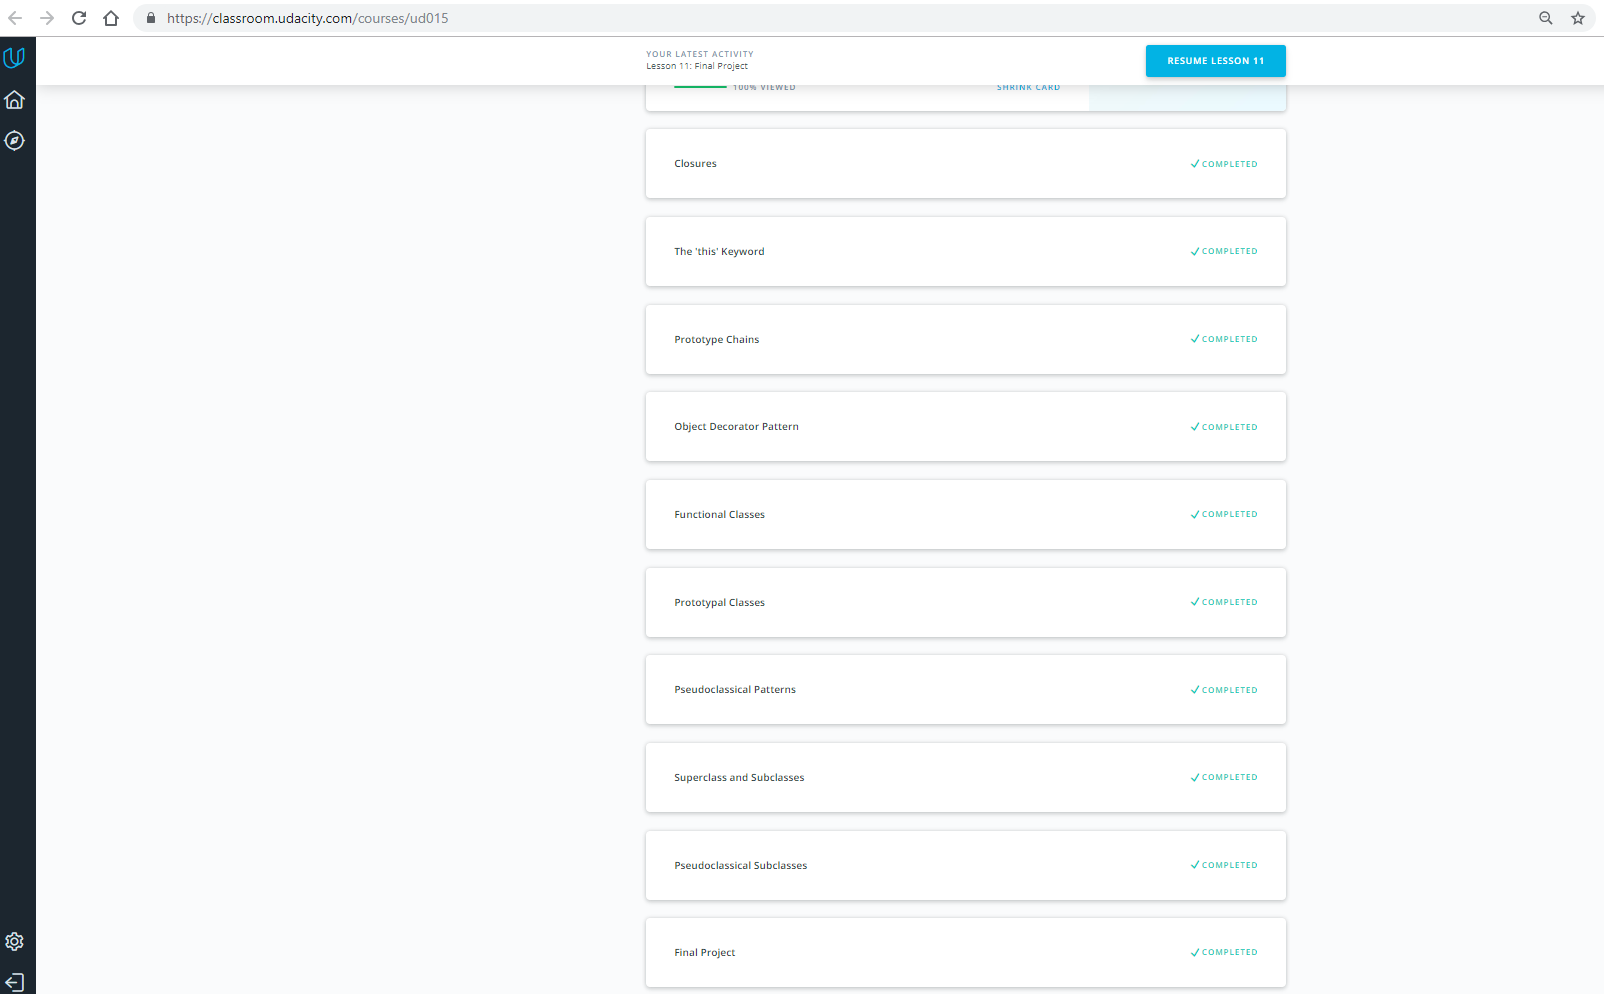 https://classroom.udacity.com/courses/ud015
YOUR LATEST ACTIVITY
Lesson 11: Final Project
RESUME LESSON 11
100% VIEWED
SHRINK CARD
Closures
COMPLETED
The 'this' Keyword
COMPLETED
Prototype Chains
COMPLETED
Object Decorator Pattern
COMPLETED
Functional Classes
COMPLETED
Prototypal Classes
COMPLETED
Pseudoclassical Patterns
COMPLETED
Superclass and Subclasses
COMPLETED
Pseudoclassical Subclasses
COMPLETED
Final Project
COMPLETED